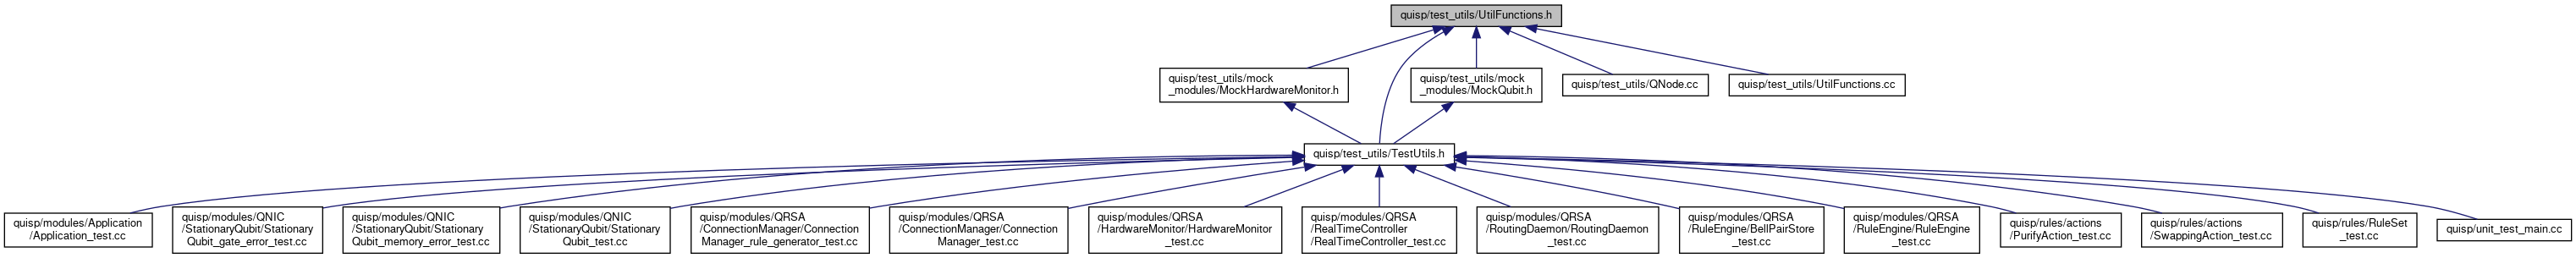 quisp/test_utils/UtilFunctions.h
quisp/test_utils/mock
_modules/MockHardwareMonitor.h
quisp/test_utils/mock
_modules/MockQubit.h
quisp/test_utils/QNode.cc
quisp/test_utils/UtilFunctions.cc
quisp/test_utils/TestUtils.h
quisp/modules/Application
/Application_test.cc
quisp/modules/QNIC
/StationaryQubit/Stationary
Qubit_gate_error_test.cc
quisp/modules/QNIC
/StationaryQubit/Stationary
Qubit_memory_error_test.cc
quisp/modules/QNIC
/StationaryQubit/Stationary
Qubit_test.cc
quisp/modules/QRSA
/ConnectionManager/Connection
Manager_rule_generator_test.cc
quisp/modules/QRSA
/ConnectionManager/Connection
Manager_test.cc
quisp/modules/QRSA
/HardwareMonitor/HardwareMonitor
_test.cc
quisp/modules/QRSA
/RealTimeController
/RealTimeController_test.cc
quisp/modules/QRSA
/RoutingDaemon/RoutingDaemon
_test.cc
quisp/modules/QRSA
/RuleEngine/BellPairStore
_test.cc
quisp/modules/QRSA
/RuleEngine/RuleEngine
_test.cc
quisp/rules/actions
/PurifyAction_test.cc
quisp/rules/actions
/SwappingAction_test.cc
quisp/rules/RuleSet
_test.cc
quisp/unit_test_main.cc